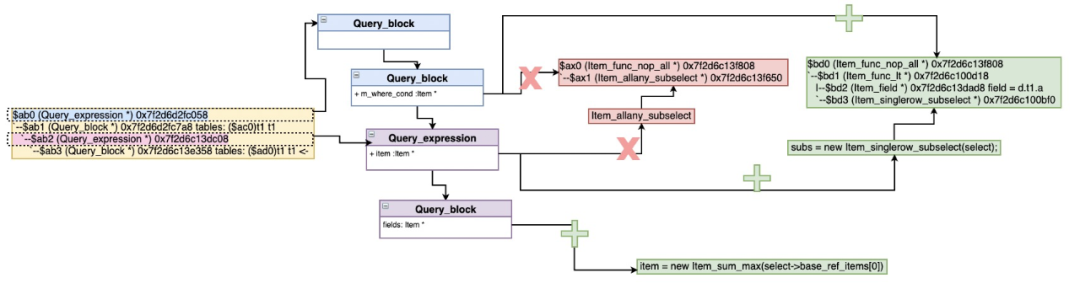 $ab0 (Query_expression *) 0x7f2d6d2fc058
--$ab1 (Query_block *) 0x7f2d6d2fc7a8 tables: ($ac0)t1 t1
`--$ab2 (Query_expression *) 0x7f2d6c13dc08
`--$ab3 (Query_block *) 0x7f2d6c13e358 tables: ($ad0)t1 t1 <-
Query_block
Query_block
+ m_where_cond :Item *
Query_expression
+ item :Item *
Query_block
fields: Item *
$ax0 (Item_func_nop_all *) 0x7f2d6c13f808
`--$ax1 (Item_allany_subselect *) 0x7f2d6c13f650
Item_allany_subselect
$bd0 (Item_func_nop_all *) 0x7f2d6c13f808
`--$bd1 (Item_func_lt *) 0x7f2d6c100d18
|--$bd2 (Item_field *) 0x7f2d6c13dad8 field = d.t1.a
`--$bd3 (Item_singlerow_subselect *) 0x7f2d6c100bf0
subs = new Item_singlerow_subselect(select);
item = new Item_sum_max(select->base_ref_items[0])